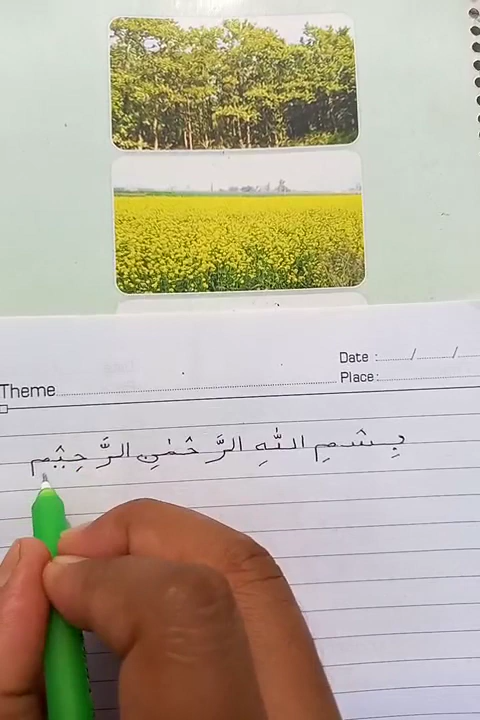 Date :........./........../
Theme
Place:
بِسْمِ اللّٰهِ الرَّحْمٰنِ الرَّحِيْمِ